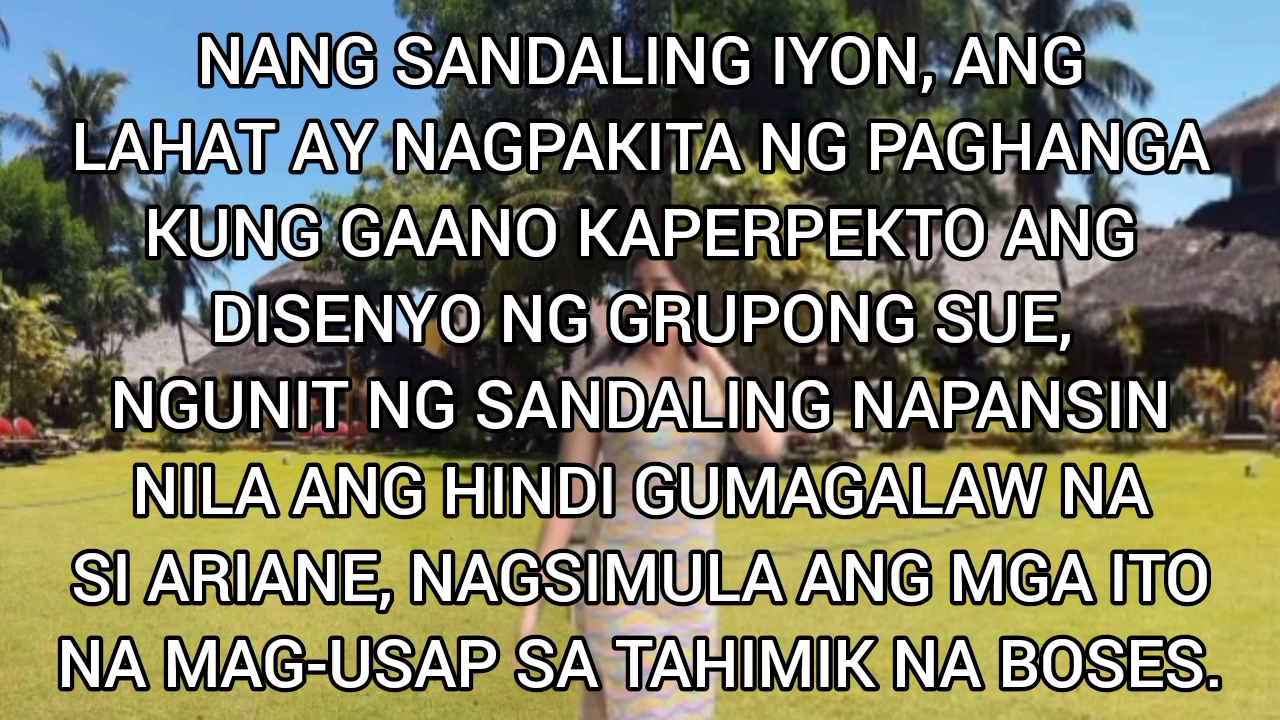 NANG SANDALING IYON, ANG
LAHAT AY NAGPAKITA NG PAGHANGA
KUNG GAANO KAPERPEKTO ANG
DISENYO NG GRUPONG SUE,
NGUNIT NG SANDALING NAPANSIN
NILA ANG HINDI GUMAGALAW NA
SI ARIANE, NAGSIMULA ANG MGA ITO
NA MAG-USAP SA TAHIMIK NA BOSES.